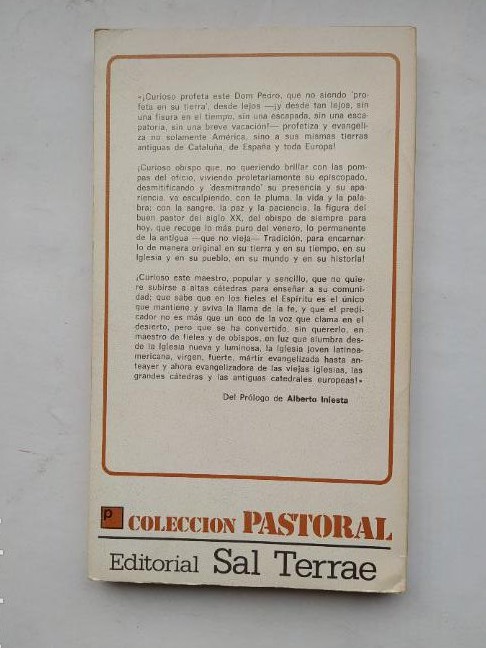 «¡Curioso profeta este Dom Pedro, que no siendo 'pro-
feta en su tierra', desde lejos —¡y desde tan lejos, sin
una fisura en el tiempo, sin una escapada, sin una esca-
patoria, sin una breve vacación!— profetiza y evangeli-
za no solamente América, sino a sus mismas tierras
antiguas de Cataluña, de España y toda Europa!
¡Curioso obispo que, no queriendo brillar con las pom-
pas del oficio, viviendo proletariamente su episcopado,
desmitificando y 'desmitrando' su presencia y su apa-
riencia, va esculpiendo, con la pluma, la vida y la pala-
bra; con la sangre, la paz y la paciencia, la figura del
buen pastor del siglo XX, del obispo de siempre para
hoy, que recoge lo más puro del venero, lo permanente
de la antigua —que no vieja— Tradición, para encarnar-
lo de manera original en su tierra y en su tiempo, en su
Iglesia y en su pueblo, en su mundo y en su historia!
¡Curioso este maestro, popular y sencillo, que no quie-
re subirse a altas cátedras para enseñar a su comuni-
dad; que sabe que en los fieles el Espíritu es el único
que mantiene y aviva la llama de la fe, y que el predi-
cador no es más que un eco de la voz que clama en el
desierto, pero que se ha convertido, sin quererlo, en
maestro de fieles y de obispos, en luz que alumbra des-
de la Iglesia nueva y luminosa, la Iglesia joven latino-
americana, virgen, fuerte, mártir evangelizada hasta an-
teayer y ahora evangelizadora de las viejas Iglesias, las
grandes cátedras y las antiguas catedrales europeas!»
Del Prólogo de Alberto Iniesta
p COLECCION PASTORAL
Editorial Sal Terrae